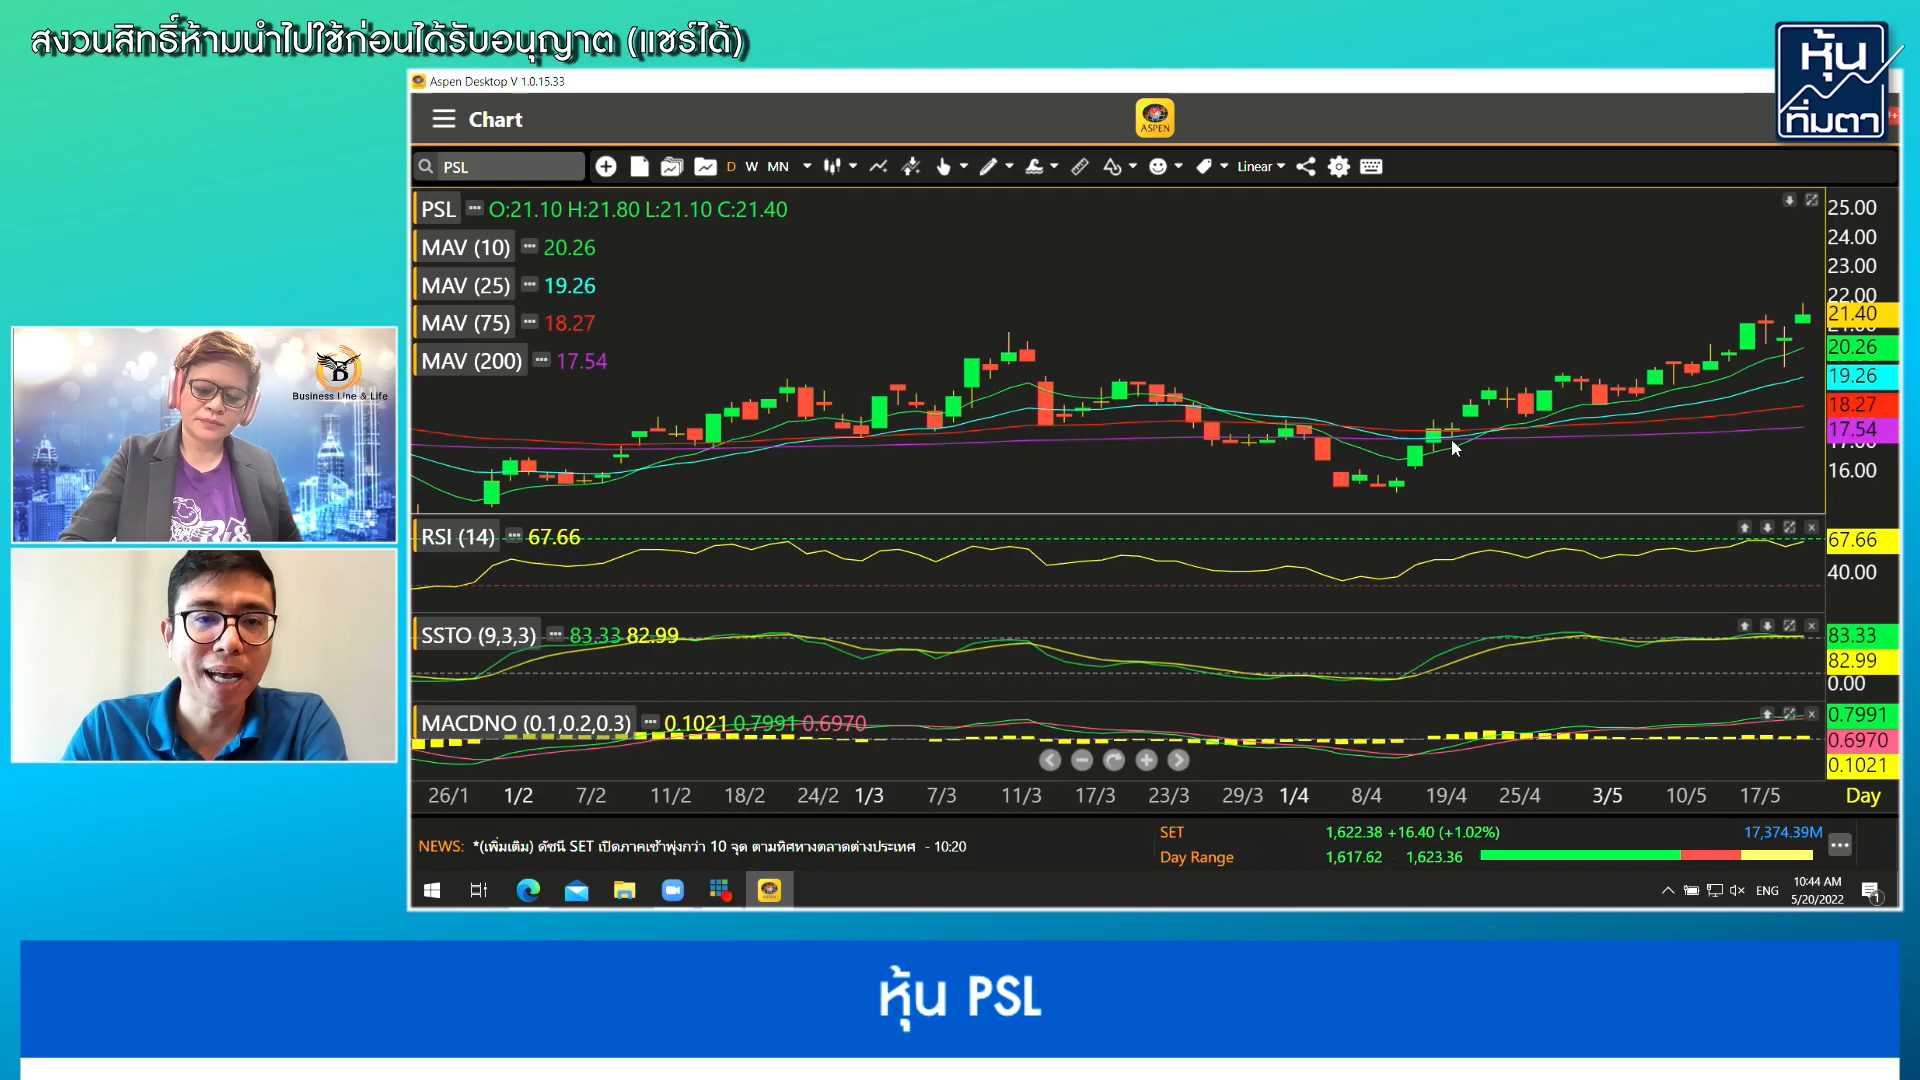 สงวนสิทธิ์ห้ามนำไปใช้ก่อนได้รับอนุญาต (แชร์ได้)
หุ้น
ทิ่มตา
Aspen Desktop V 1.0.15.33
Chart
ASPEN
PSL
D W MN
Linear
PSL O:21.10 H:21.80 L:21.10 C:21.40
MAV (10) 20.26
MAV (25) 19.26
MAV (75) 18.27
MAV (200) 17.54
25.00
24.00
23.00
22.00
21.40
20.26
19.26
18.27
17.54
16.00
B
Business Line & Life
RSI (14) 67.66
67.66
40.00
SSTO (9,3,3) 83.33 82.99
83.33
82.99
0.00
MACDNO (0.1,0.2,0.3) 0.1021 0.7991 0.6970
0.7991
0.6970
0.1021
26/1 1/2 7/2 11/2 18/2 24/2 1/3 7/3 11/3 17/3 23/3 29/3 1/4 8/4 19/4 25/4 3/5 10/5 17/5 Day
NEWS: *(เพิ่มเติม) ดัชนี SET เปิดภาคเช้าพุ่งกว่า 10 จุด ตามทิศทางตลาดต่างประเทศ - 10:20
SET 1,622.38 +16.40 (+1.02%) 17,374.39M
Day Range 1,617.62 - 1,623.36
ENG
10:44 AM
5/20/2022
1
หุ้น PSL